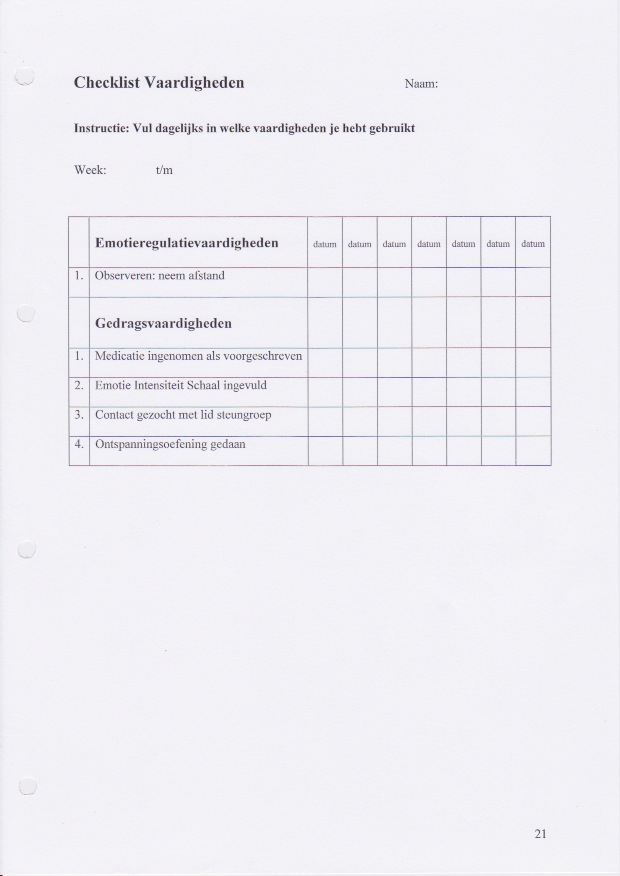 Checklist Vaardigheden Naam:
Instructie: Vul dagelijks in welke vaardigheden je hebt gebruikt
Week: t/m
Emotieregulatievaardigheden datum datum datum datum datum datum datum
1. Observeren: neem afstand
Gedragsvaardigheden
1. Medicatie ingenomen als voorgeschreven
2. Emotie Intensiteit Schaal ingevuld
3. Contact gezocht met lid steungroep
4. Ontspanningsoefening gedaan
21